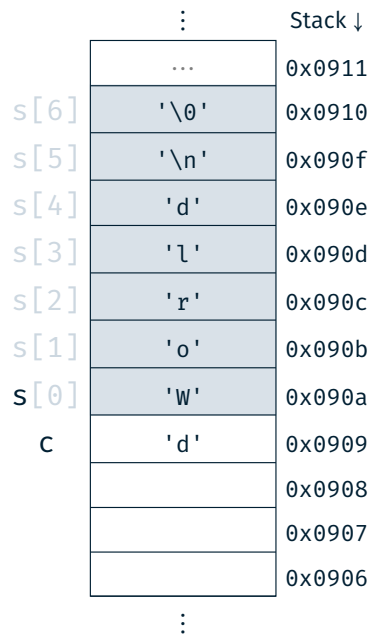 ⋮ Stack ↓
... 0x0911
s[6] '\0' 0x0910
s[5] '\n' 0x090f
s[4] 'd' 0x090e
s[3] 'l' 0x090d
s[2] 'r' 0x090c
s[1] 'o' 0x090b
s[0] 'W' 0x090a
c 'd' 0x0909
0x0908
0x0907
0x0906
⋮